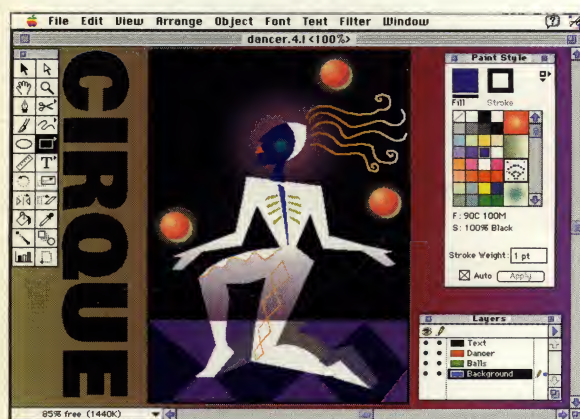 File Edit View Arrange Object Font Text Filter Window
dancer.4.1 <100%>
CIRQUE
Paint Style
Fill Stroke
F: 90C 100M
S: 100% Black
Stroke Weight: 1 pt
Auto Apply
Layers
Text
Dancer
Balls
Background
85% free (1440K)